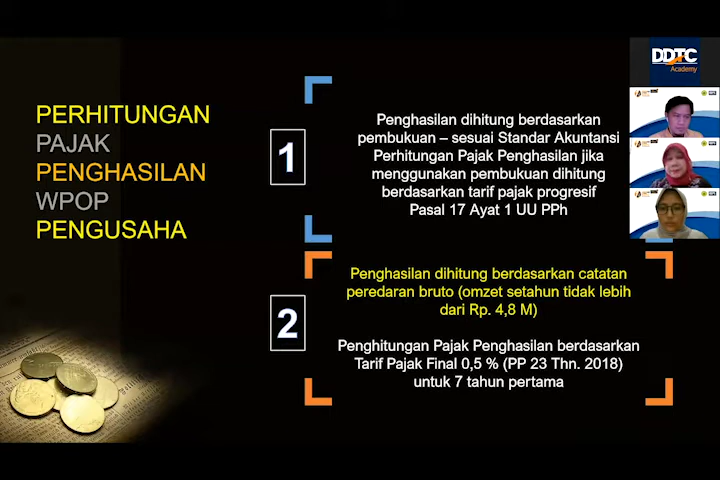 DDTC
Academy
PERHITUNGAN
PAJAK
PENGHASILAN
WPOP
PENGUSAHA
1
Penghasilan dihitung berdasarkan
pembukuan – sesuai Standar Akuntansi
Perhitungan Pajak Penghasilan jika
menggunakan pembukuan dihitung
berdasarkan tarif pajak progresif
Pasal 17 Ayat 1 UU PPh
2
Penghasilan dihitung berdasarkan catatan
peredaran bruto (omzet setahun tidak lebih
dari Rp. 4,8 M)
Penghitungan Pajak Penghasilan berdasarkan
Tarif Pajak Final 0,5 % (PP 23 Thn. 2018)
untuk 7 tahun pertama